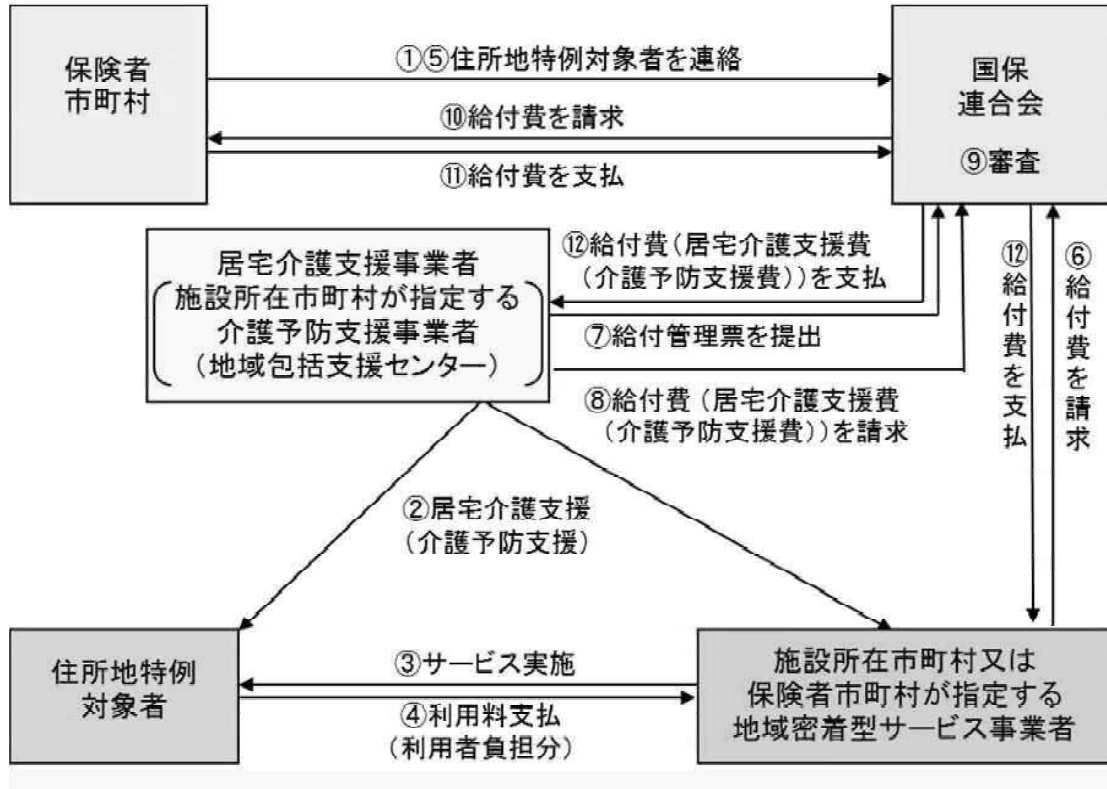 保険者
市町村
①⑤住所地特例対象者を連絡
⑩給付費を請求
⑪給付費を支払
国保
連合会
⑨審査
居宅介護支援事業者
施設所在市町村が指定する
介護予防支援事業者
(地域包括支援センター)
⑫給付費(居宅介護支援費
(介護予防支援費))を支払
⑦給付管理票を提出
⑧給付費(居宅介護支援費
(介護予防支援費))を請求
⑫給付費を支払
⑥給付費を請求
②居宅介護支援
(介護予防支援)
住所地特例
対象者
③サービス実施
④利用料支払
(利用者負担分)
施設所在市町村又は
保険者市町村が指定する
地域密着型サービス事業者